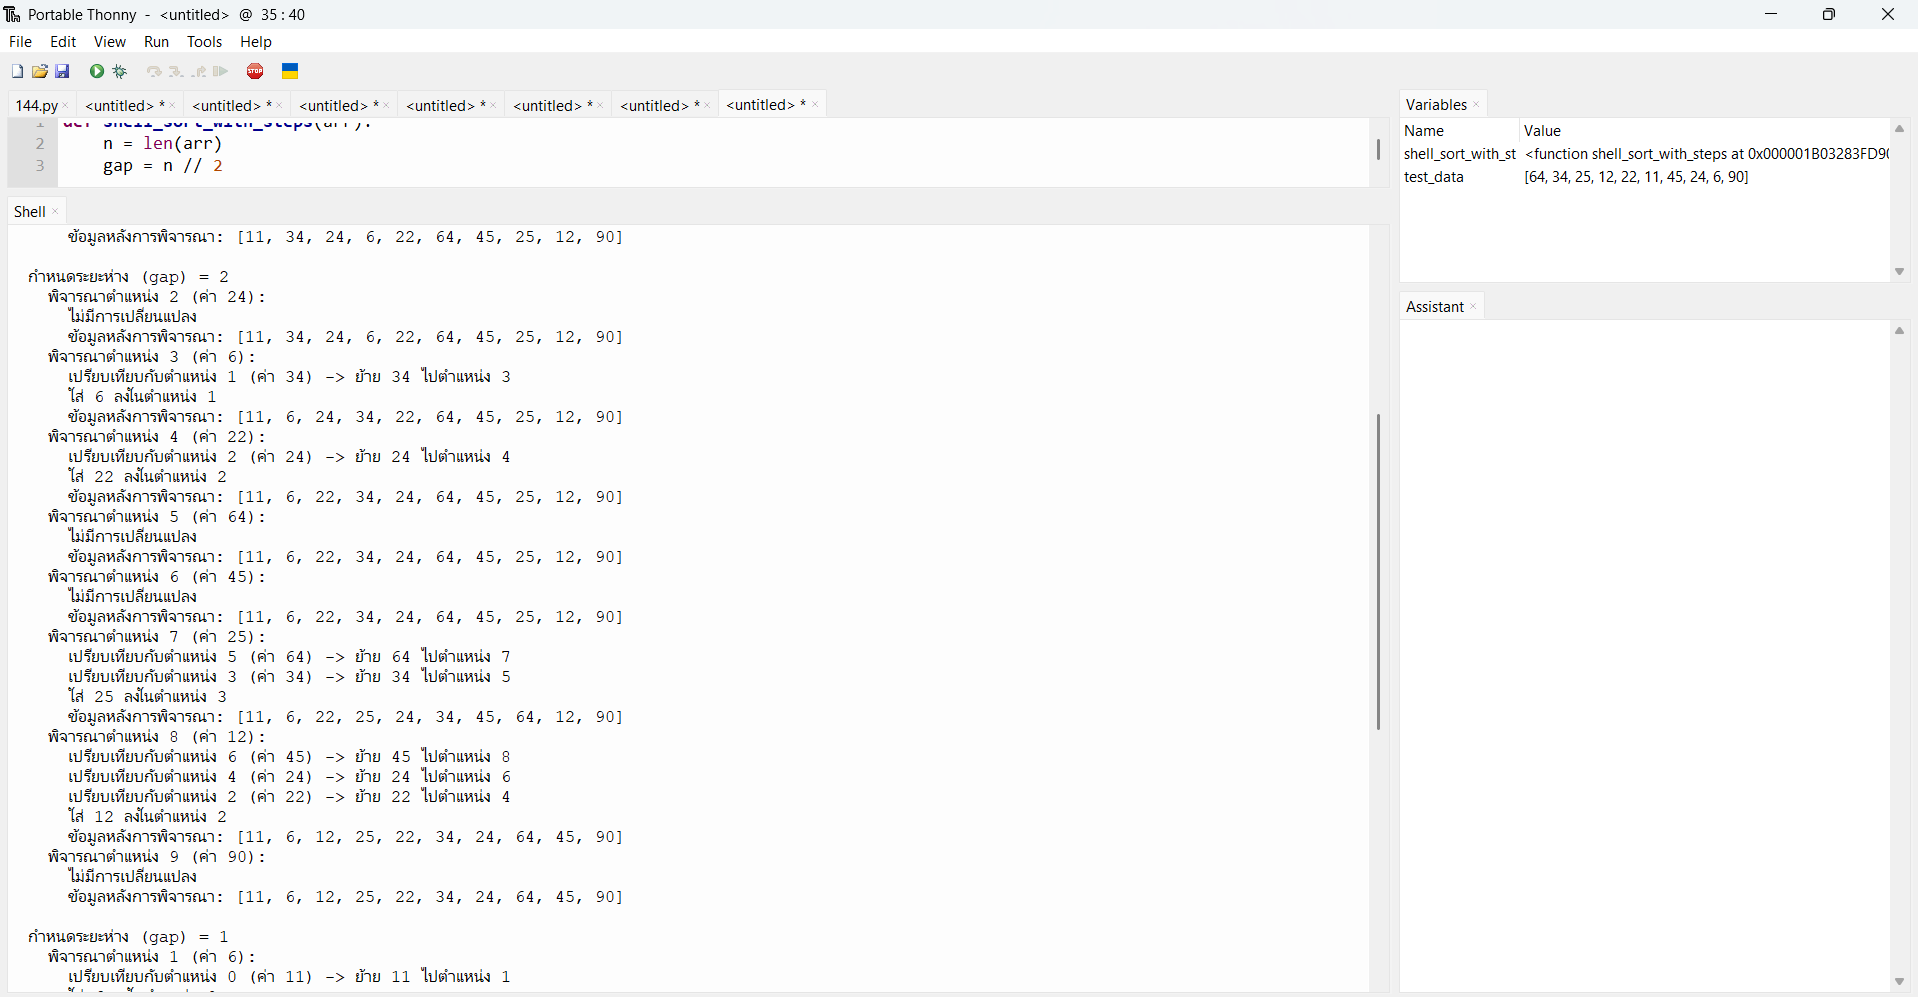 Portable Thonny - <untitled> @ 35:40
File Edit View Run Tools Help
STOP
144.py × <untitled> * × <untitled> * × <untitled> * × <untitled> * × <untitled> * × <untitled> * × <untitled> * ×
1 def shell_sort_with_steps(arr):
2 n = len(arr)
3 gap = n // 2
Shell ×
ข้อมูลหลังการพิจารณา: [11, 34, 24, 6, 22, 64, 45, 25, 12, 90]
กำหนดระยะห่าง (gap) = 2
พิจารณาตำแหน่ง 2 (ค่า 24):
ไม่มีการเปลี่ยนแปลง
ข้อมูลหลังการพิจารณา: [11, 34, 24, 6, 22, 64, 45, 25, 12, 90]
พิจารณาตำแหน่ง 3 (ค่า 6):
เปรียบเทียบกับตำแหน่ง 1 (ค่า 34) -> ย้าย 34 ไปตำแหน่ง 3
ใส่ 6 ลงในตำแหน่ง 1
ข้อมูลหลังการพิจารณา: [11, 6, 24, 34, 22, 64, 45, 25, 12, 90]
พิจารณาตำแหน่ง 4 (ค่า 22):
เปรียบเทียบกับตำแหน่ง 2 (ค่า 24) -> ย้าย 24 ไปตำแหน่ง 4
ใส่ 22 ลงในตำแหน่ง 2
ข้อมูลหลังการพิจารณา: [11, 6, 22, 34, 24, 64, 45, 25, 12, 90]
พิจารณาตำแหน่ง 5 (ค่า 64):
ไม่มีการเปลี่ยนแปลง
ข้อมูลหลังการพิจารณา: [11, 6, 22, 34, 24, 64, 45, 25, 12, 90]
พิจารณาตำแหน่ง 6 (ค่า 45):
ไม่มีการเปลี่ยนแปลง
ข้อมูลหลังการพิจารณา: [11, 6, 22, 34, 24, 64, 45, 25, 12, 90]
พิจารณาตำแหน่ง 7 (ค่า 25):
เปรียบเทียบกับตำแหน่ง 5 (ค่า 64) -> ย้าย 64 ไปตำแหน่ง 7
เปรียบเทียบกับตำแหน่ง 3 (ค่า 34) -> ย้าย 34 ไปตำแหน่ง 5
ใส่ 25 ลงในตำแหน่ง 3
ข้อมูลหลังการพิจารณา: [11, 6, 22, 25, 24, 34, 45, 64, 12, 90]
พิจารณาตำแหน่ง 8 (ค่า 12):
เปรียบเทียบกับตำแหน่ง 6 (ค่า 45) -> ย้าย 45 ไปตำแหน่ง 8
เปรียบเทียบกับตำแหน่ง 4 (ค่า 24) -> ย้าย 24 ไปตำแหน่ง 6
เปรียบเทียบกับตำแหน่ง 2 (ค่า 22) -> ย้าย 22 ไปตำแหน่ง 4
ใส่ 12 ลงในตำแหน่ง 2
ข้อมูลหลังการพิจารณา: [11, 6, 12, 25, 22, 34, 24, 64, 45, 90]
พิจารณาตำแหน่ง 9 (ค่า 90):
ไม่มีการเปลี่ยนแปลง
ข้อมูลหลังการพิจารณา: [11, 6, 12, 25, 22, 34, 24, 64, 45, 90]
กำหนดระยะห่าง (gap) = 1
พิจารณาตำแหน่ง 1 (ค่า 6):
เปรียบเทียบกับตำแหน่ง 0 (ค่า 11) -> ย้าย 11 ไปตำแหน่ง 1
Variables ×
Name Value
shell_sort_with_st <function shell_sort_with_steps at 0x000001B03283FD9(
test_data [64, 34, 25, 12, 22, 11, 45, 24, 6, 90]
Assistant ×